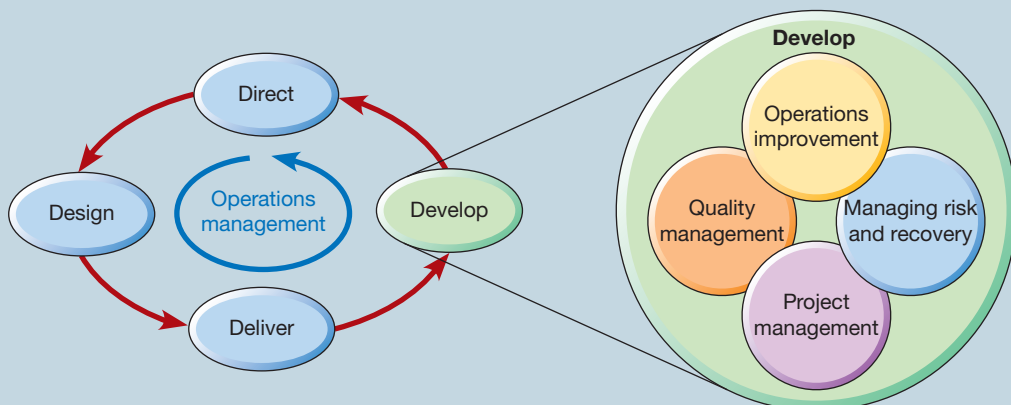 Direct
Design
Operations
management
Develop
Deliver
Develop
Operations
improvement
Quality
management
Managing risk
and recovery
Project
management